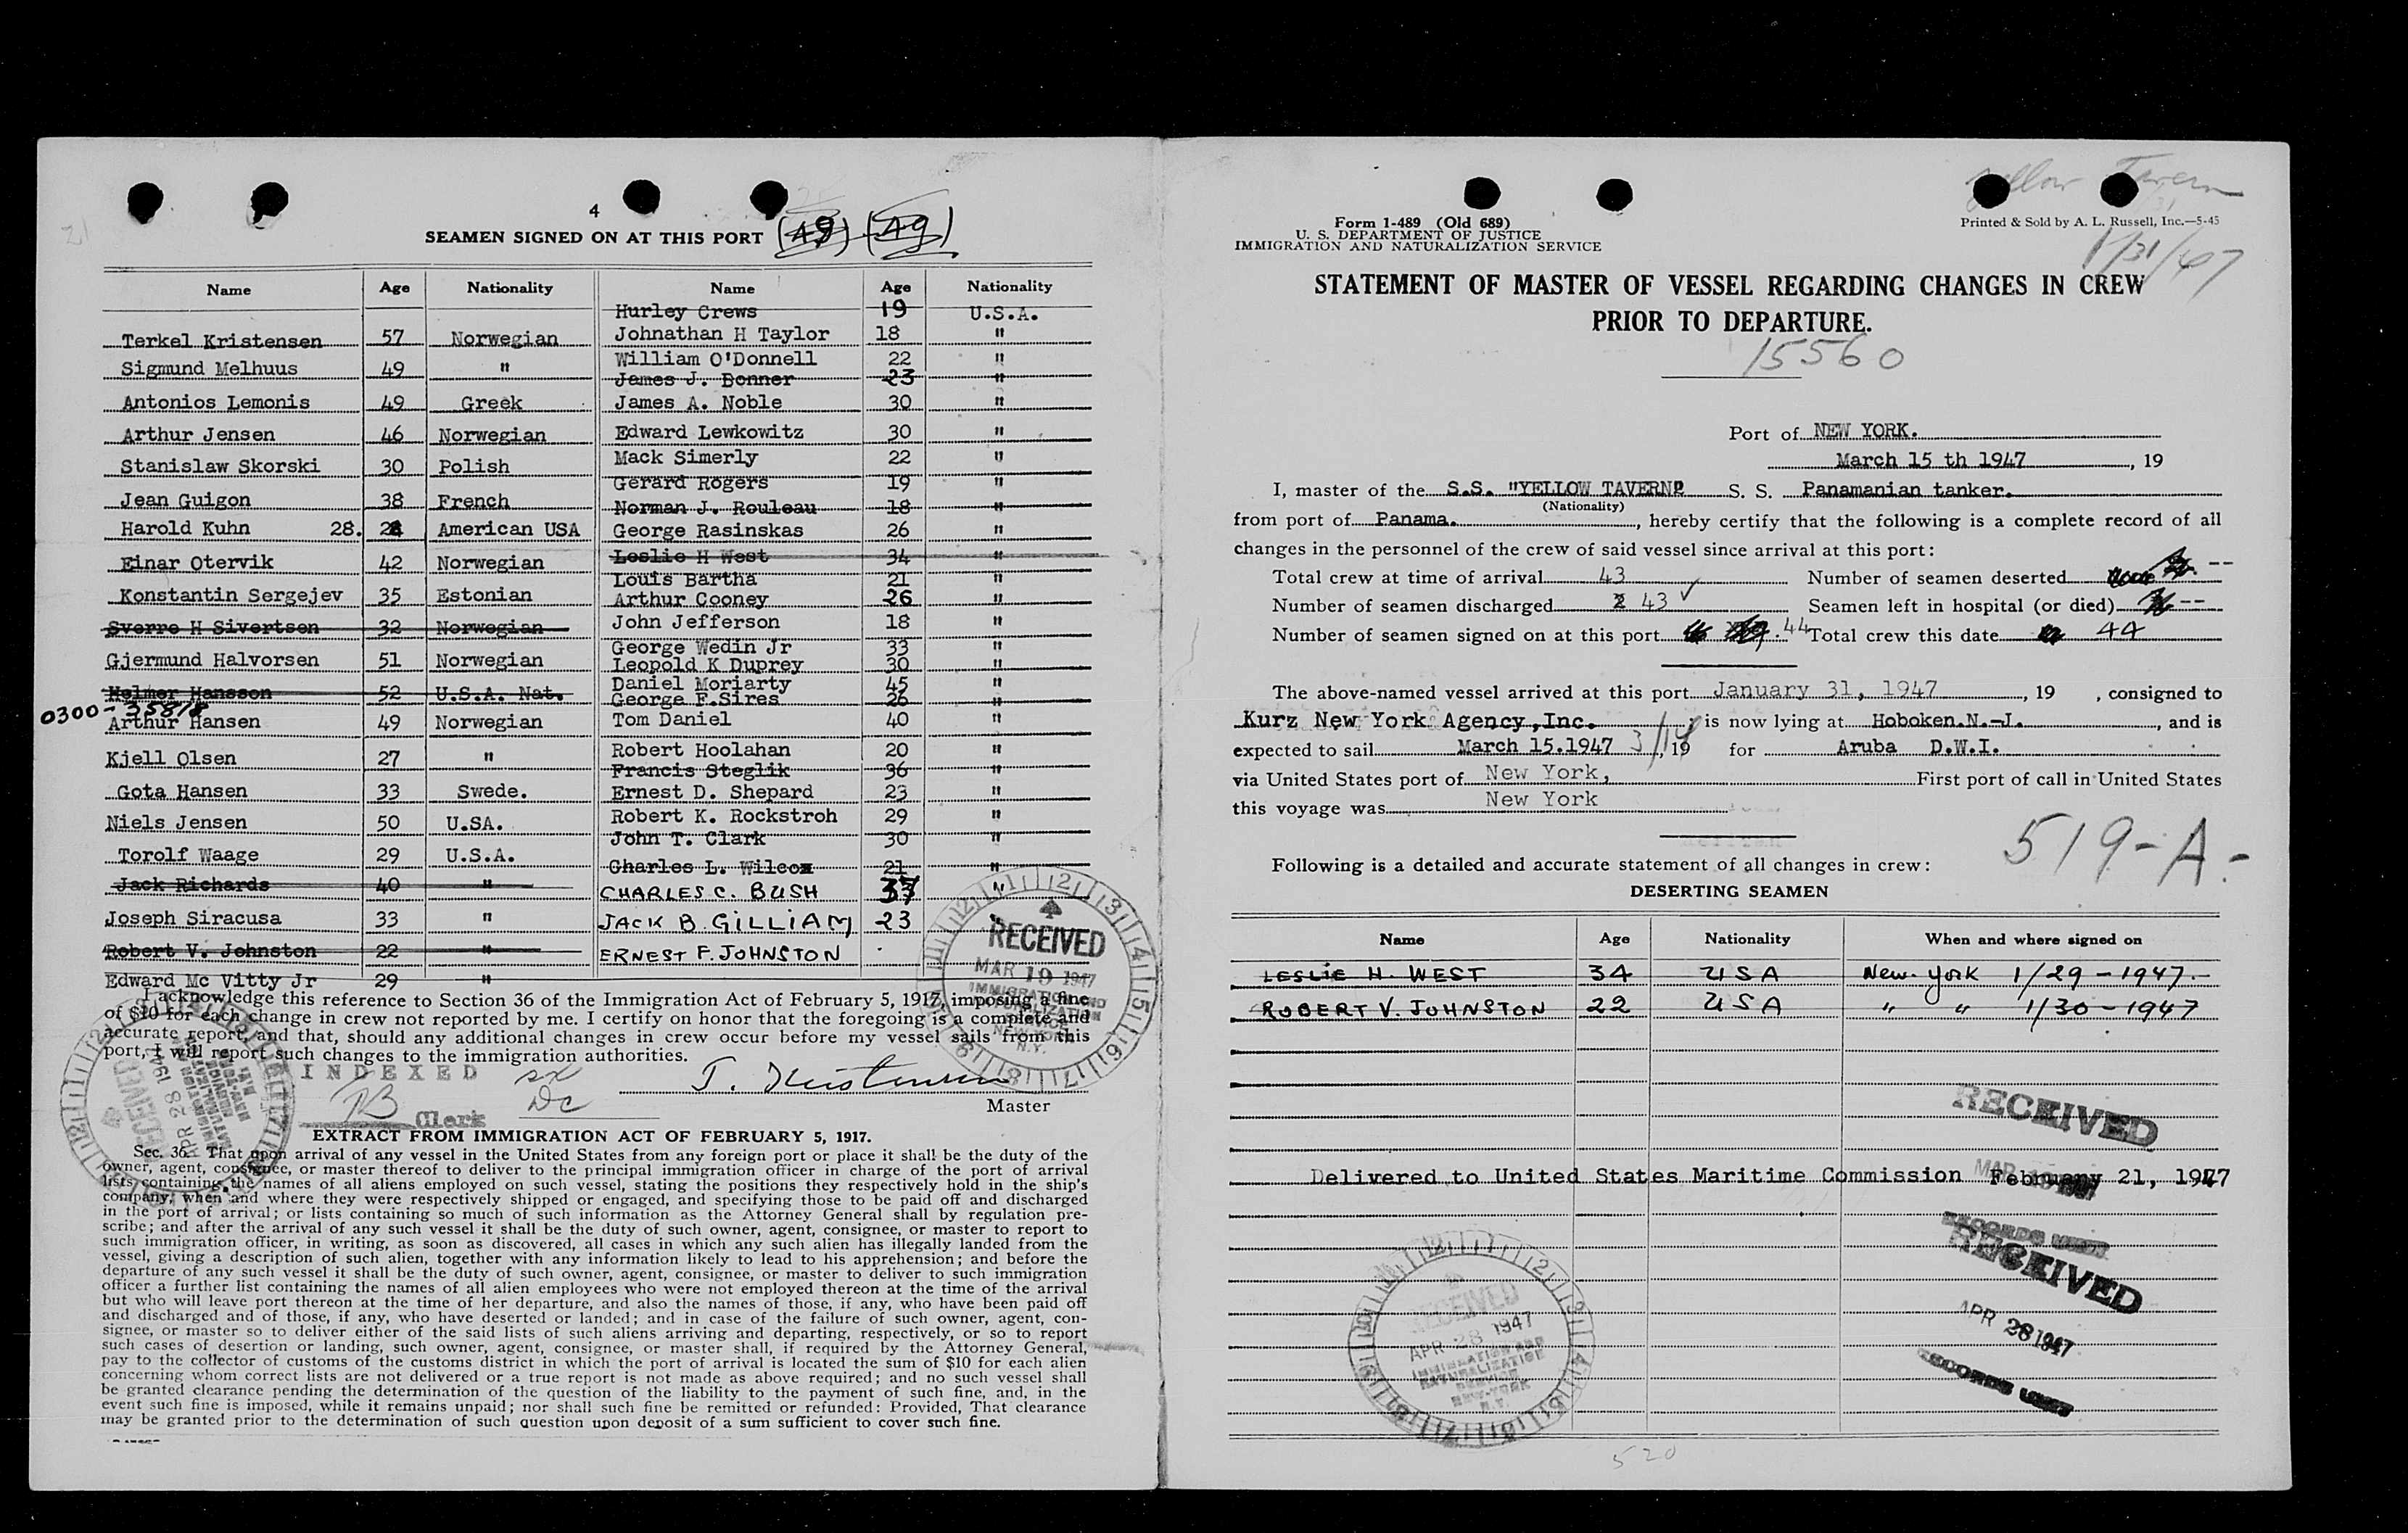 4
SEAMEN SIGNED ON AT THIS PORT (49) (49)
Name Age Nationality Name Age Nationality
Hurley Crews 19 U.S.A.
Terkel Kristensen 57 Norwegian Johnathan H Taylor 18 "
William O'Donnell 22 "
Sigmund Melhuus 49 " James J. Bonner 23 "
Antonios Lemonis 49 Greek James A. Noble 30 "
Arthur Jensen 46 Norwegian Edward Lewkowitz 30 "
Stanislaw Skorski 30 Polish Mack Simerly 22 "
Gerard Rogers 19 "
Jean Guigon 38 French Norman J. Rouleau 18 "
Harold Kuhn 28. American USA George Rasinskas 26 "
Einar Otervik 42 Norwegian Leslie H West 34 "
Louis Bartha 21 "
Konstantin Sergejev 35 Estonian Arthur Cooney 26 "
Sverre H Sivertsen 32 Norwegian John Jefferson 18 "
George Wedin Jr 33 "
Gjermund Halvorsen 51 Norwegian Leopold K Duprey 30 "
Daniel Moriarty 45 "
Helmer Hansson 52 U.S.A. Nat. George F.Sires 26 "
0300-35818
Arthur Hansen 49 Norwegian Tom Daniel 40 "
Kjell Olsen 27 " Robert Hoolahan 20 "
Francis Steglik 36 "
Gota Hansen 33 Swede. Ernest D. Shepard 23 "
Niels Jensen 50 U.SA. Robert K. Rockstroh 29 "
John T. Clark 30 "
Torolf Waage 29 U.S.A. Charles L. Wilcox 21 "
Jack Richards 40 " CHARLES C. BUSH 37 "
Joseph Siracusa 33 " JACK B. GILLIAM 23 "
Robert V. Johnston 22 " ERNEST F. JOHNSTON
Edward Mc Vitty Jr 29 "
RECEIVED
MAR 19 1947
IMMIGRATION AND
NATURALIZATION
SERVICE
NEW YORK
N.Y.
I acknowledge this reference to Section 36 of the Immigration Act of February 5, 1917, imposing a fine
of $10 for each change in crew not reported by me. I certify on honor that the foregoing is a complete and
accurate report, and that, should any additional changes in crew occur before my vessel sails from this
port, I will report such changes to the immigration authorities.
INDEXED
Clerk
T. Kristensen
Master
RECEIVED
APR 28 1947
EXTRACT FROM IMMIGRATION ACT OF FEBRUARY 5, 1917.
Sec. 36. That upon arrival of any vessel in the United States from any foreign port or place it shall be the duty of the
owner, agent, consignee, or master thereof to deliver to the principal immigration officer in charge of the port of arrival
lists containing the names of all aliens employed on such vessel, stating the positions they respectively hold in the ship's
company, when and where they were respectively shipped or engaged, and specifying those to be paid off and discharged
in the port of arrival; or lists containing so much of such information as the Attorney General shall by regulation pre-
scribe; and after the arrival of any such vessel it shall be the duty of such owner, agent, consignee, or master to report to
such immigration officer, in writing, as soon as discovered, all cases in which any such alien has illegally landed from the
vessel, giving a description of such alien, together with any information likely to lead to his apprehension; and before the
departure of any such vessel it shall be the duty of such owner, agent, consignee, or master to deliver to such immigration
officer a further list containing the names of all alien employees who were not employed thereon at the time of the arrival
but who will leave port thereon at the time of her departure, and also the names of those, if any, who have been paid off
and discharged and of those, if any, who have deserted or landed; and in case of the failure of such owner, agent, con-
signee, or master so to deliver either of the said lists of such aliens arriving and departing, respectively, or so to report
such cases of desertion or landing, such owner, agent, consignee, or master shall, if required by the Attorney General,
pay to the collector of customs of the customs district in which the port of arrival is located the sum of $10 for each alien
concerning whom correct lists are not delivered or a true report is not made as above required; and no such vessel shall
be granted clearance pending the determination of the question of the liability to the payment of such fine, and, in the
event such fine is imposed, while it remains unpaid; nor shall such fine be remitted or refunded: Provided, That clearance
may be granted prior to the determination of such question upon deposit of a sum sufficient to cover such fine.
Yellow Tavern
Form 1-489 (Old 689)
U. S. DEPARTMENT OF JUSTICE
IMMIGRATION AND NATURALIZATION SERVICE
Printed & Sold by A. L. Russell, Inc.—5-45
1/31/47
STATEMENT OF MASTER OF VESSEL REGARDING CHANGES IN CREW
PRIOR TO DEPARTURE.
15560
Port of NEW YORK.
March 15 th 1947, 19
I, master of the S.S. "YELLOW TAVERN" S. S. Panamanian tanker.
(Nationality)
from port of Panama. , hereby certify that the following is a complete record of all
changes in the personnel of the crew of said vessel since arrival at this port:
Total crew at time of arrival 43 Number of seamen deserted --
Number of seamen discharged 43 ✓ Seamen left in hospital (or died) --
Number of seamen signed on at this port 44 Total crew this date 44
The above-named vessel arrived at this port January 31, 1947, 19 , consigned to
Kurz New York Agency,Inc. ; is now lying at Hoboken.N.-J. , and is
expected to sail March 15.1947 3/14, 19 for Aruba D.W.I.
via United States port of New York, First port of call in United States
this voyage was New York
519-A-
Following is a detailed and accurate statement of all changes in crew:
DESERTING SEAMEN
Name Age Nationality When and where signed on
LESLIE H. WEST 34 USA New-York 1/29-1947.-
ROBERT V. JOHNSTON 22 USA " " 1/30-1947
RECEIVED
Delivered to United States Maritime Commission February 21, 1947
RECEIVED
APR 28 1947
RECEIVED
APR 28 1947
IMMIGRATION AND
NATURALIZATION
SERVICE
NEW-YORK
N.Y.
520